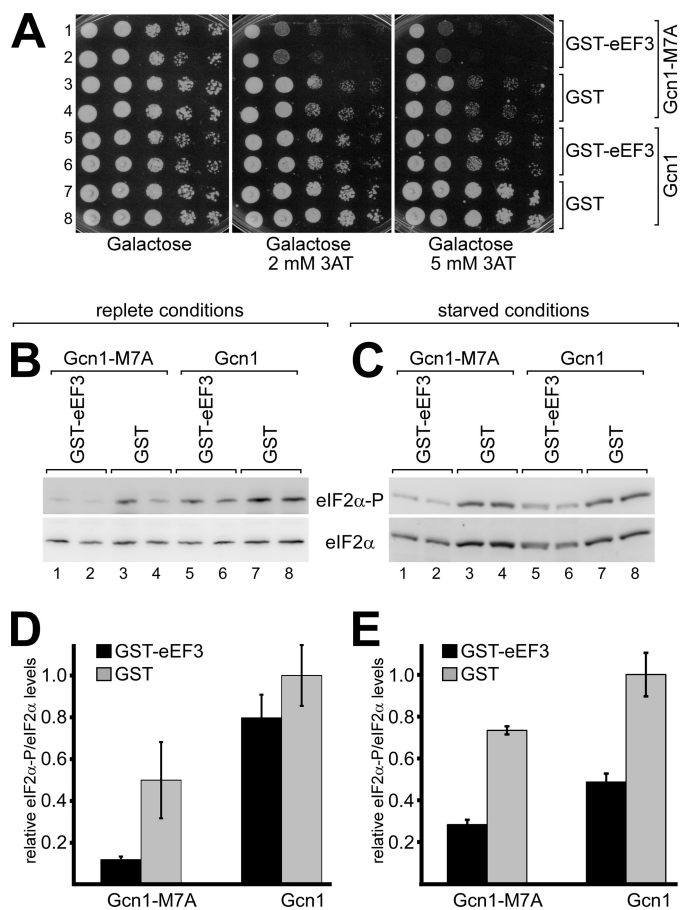 A
1
2
3
4
5
6
7
8
GST-eEF3
GST
GST-eEF3
GST
Gcn1-M7A
Gcn1
Galactose
Galactose
2 mM 3AT
Galactose
5 mM 3AT
replete conditions
starved conditions
B
Gcn1-M7A
Gcn1
GST-eEF3
GST
GST-eEF3
GST
C
Gcn1-M7A
Gcn1
GST-eEF3
GST
GST-eEF3
GST
eIF2α-P
eIF2α
1 2 3 4 5 6 7 8
1 2 3 4 5 6 7 8
D
GST-eEF3
GST
relative eIF2α-P/eIF2α levels
1.0
0.8
0.6
0.4
0.2
Gcn1-M7A
Gcn1
E
GST-eEF3
GST
relative eIF2α-P/eIF2α levels
1.0
0.8
0.6
0.4
0.2
Gcn1-M7A
Gcn1